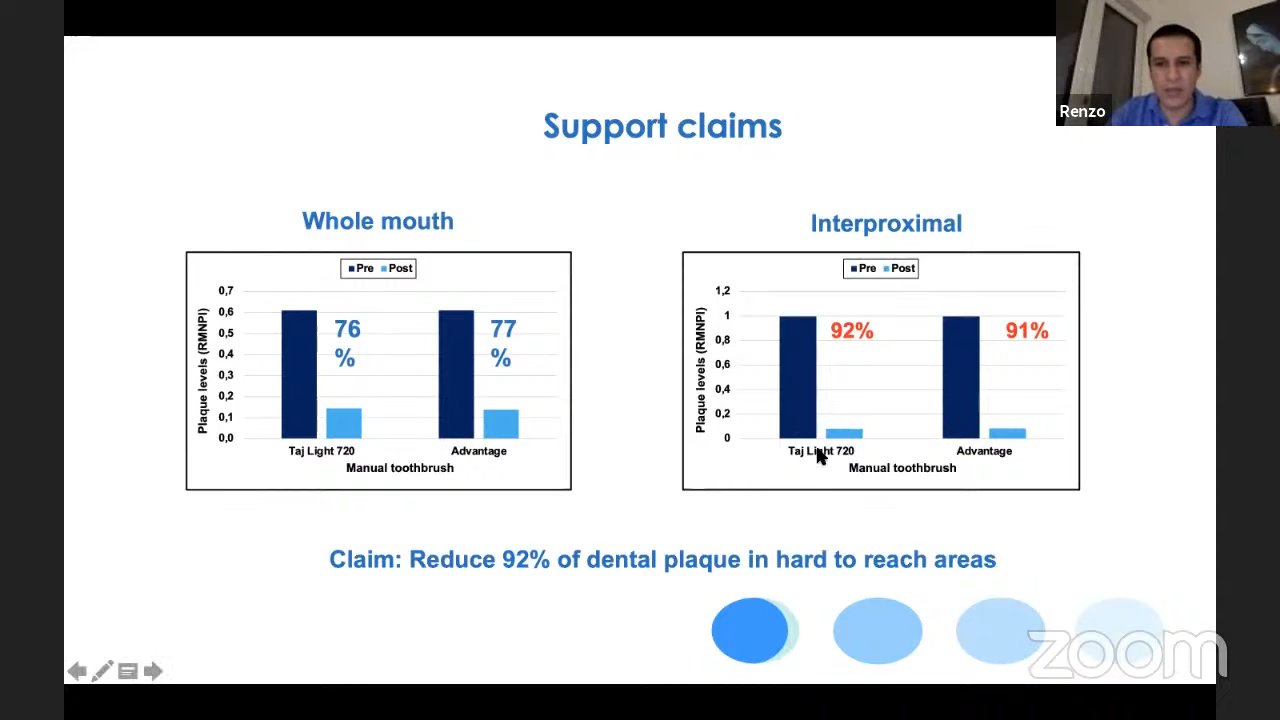 Renzo
Support claims
Whole mouth
Pre Post
0,7
0,6
0,5
0,4
0,3
0,2
0,1
0,0
Plaque levels (RMNPI)
76
%
77
%
Taj Light 720
Advantage
Manual toothbrush
Interproximal
Pre Post
1,2
1
0,8
0,6
0,4
0,2
0
Plaque levels (RMNPI)
92%
91%
Taj Light 720
Advantage
Manual toothbrush
Claim: Reduce 92% of dental plaque in hard to reach areas
zoom